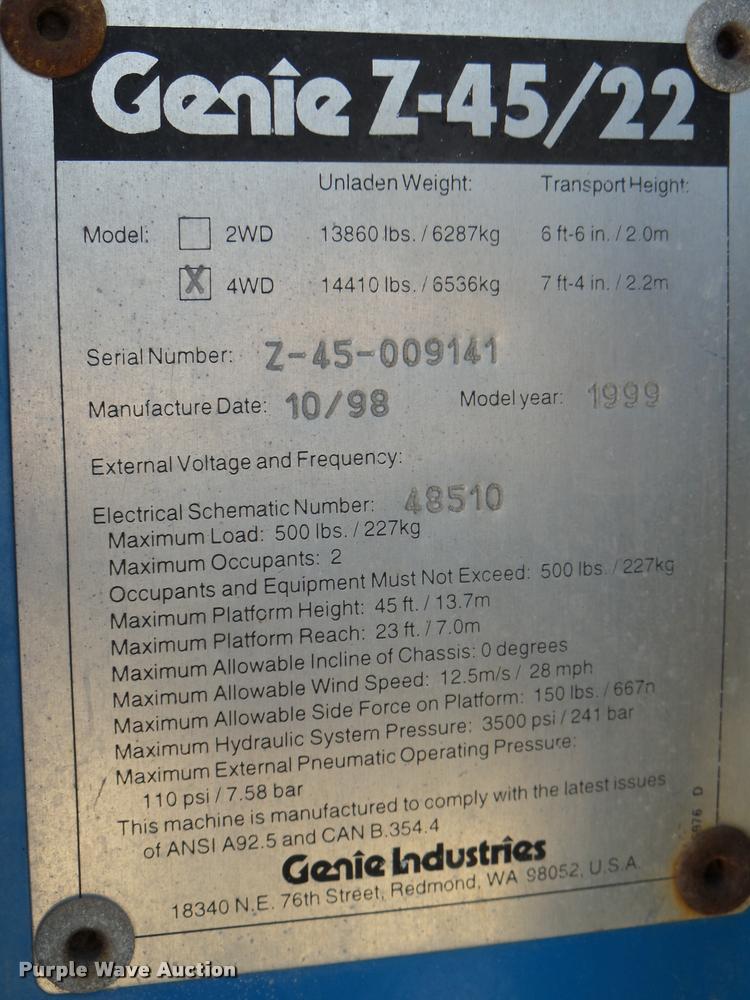 Genie Z-45/22
Unladen Weight: Transport Height:
Model: 2WD 13860 lbs. / 6287kg 6 ft-6 in. / 2.0m
X 4WD 14410 lbs. / 6536kg 7 ft-4 in. / 2.2m
Serial Number: Z-45-009141
Manufacture Date: 10/98 Model year: 1999
External Voltage and Frequency:
Electrical Schematic Number: 48510
Maximum Load: 500 lbs. / 227kg
Maximum Occupants: 2
Occupants and Equipment Must Not Exceed: 500 lbs. / 227kg
Maximum Platform Height: 45 ft. / 13.7m
Maximum Platform Reach: 23 ft. / 7.0m
Maximum Allowable Incline of Chassis: 0 degrees
Maximum Allowable Wind Speed: 12.5m/s / 28 mph
Maximum Allowable Side Force on Platform: 150 lbs. / 667n
Maximum Hydraulic System Pressure: 3500 psi / 241 bar
Maximum External Pneumatic Operating Pressure:
110 psi / 7.58 bar
This machine is manufactured to comply with the latest issues
of ANSI A92.5 and CAN B.354.4
Genie Industries
18340 N.E. 76th Street, Redmond, WA 98052, U.S.A.
Purple Wave Auction